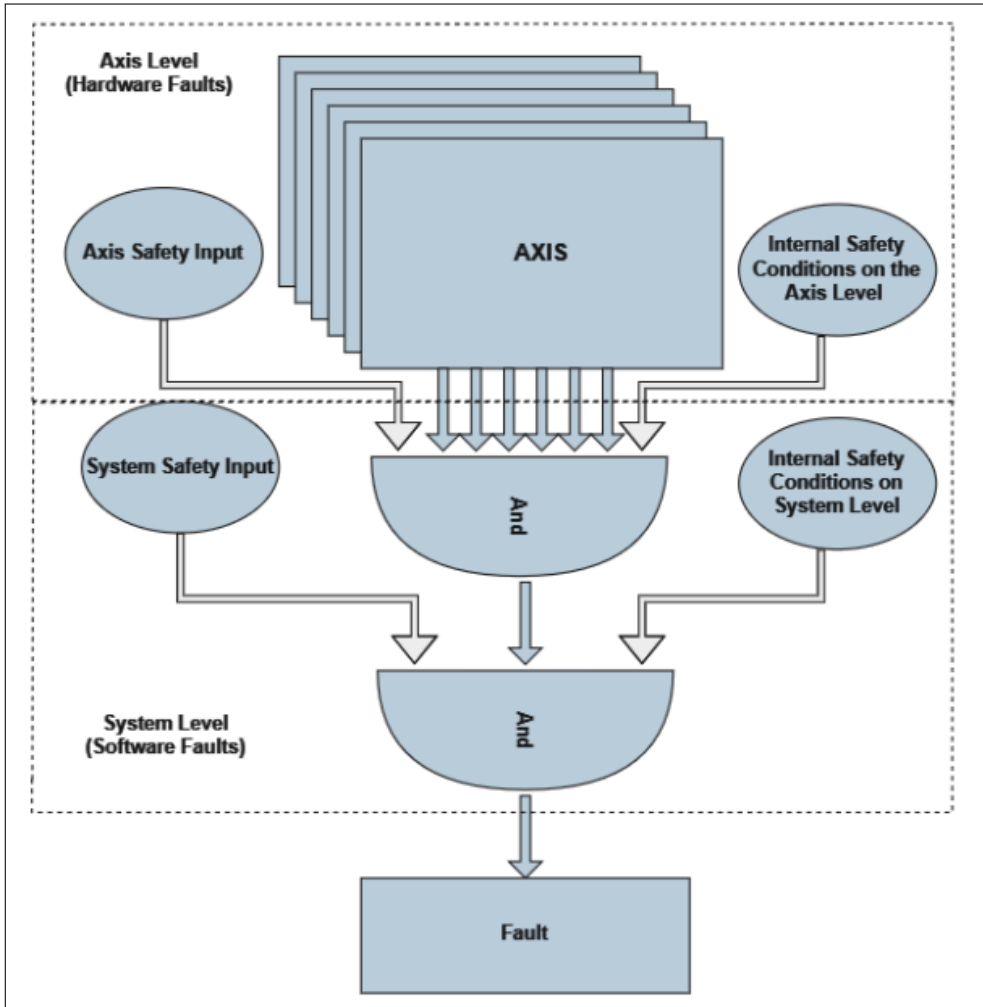 Axis Level
(Hardware Faults)
AXIS
Axis Safety Input
Internal Safety
Conditions on the
Axis Level
System Safety Input
And
Internal Safety
Conditions on
System Level
And
System Level
(Software Faults)
Fault